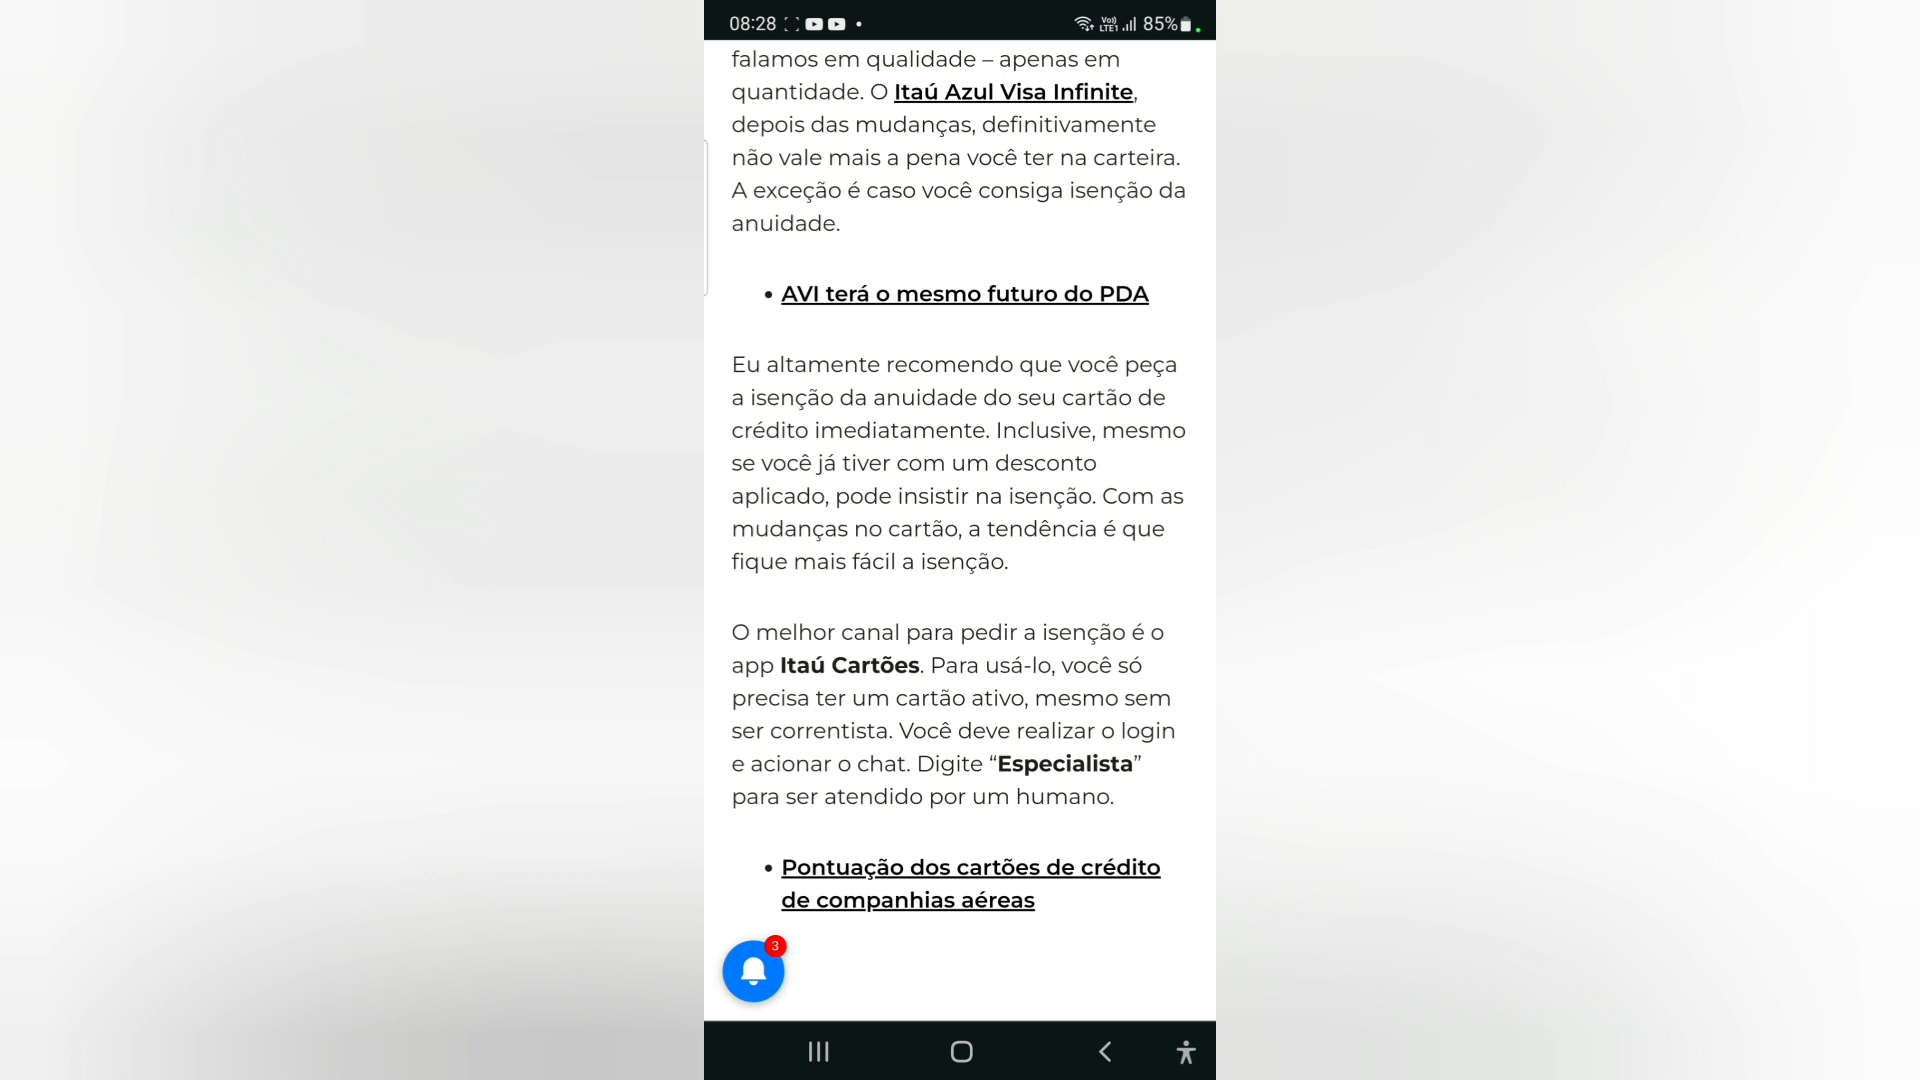 08:28
Vo))
LTE1
85%
falamos em qualidade – apenas em
quantidade. O Itaú Azul Visa Infinite,
depois das mudanças, definitivamente
não vale mais a pena você ter na carteira.
A exceção é caso você consiga isenção da
anuidade.
• AVI terá o mesmo futuro do PDA
Eu altamente recomendo que você peça
a isenção da anuidade do seu cartão de
crédito imediatamente. Inclusive, mesmo
se você já tiver com um desconto
aplicado, pode insistir na isenção. Com as
mudanças no cartão, a tendência é que
fique mais fácil a isenção.
O melhor canal para pedir a isenção é o
app Itaú Cartões. Para usá-lo, você só
precisa ter um cartão ativo, mesmo sem
ser correntista. Você deve realizar o login
e acionar o chat. Digite “Especialista”
para ser atendido por um humano.
• Pontuação dos cartões de crédito
de companhias aéreas
3